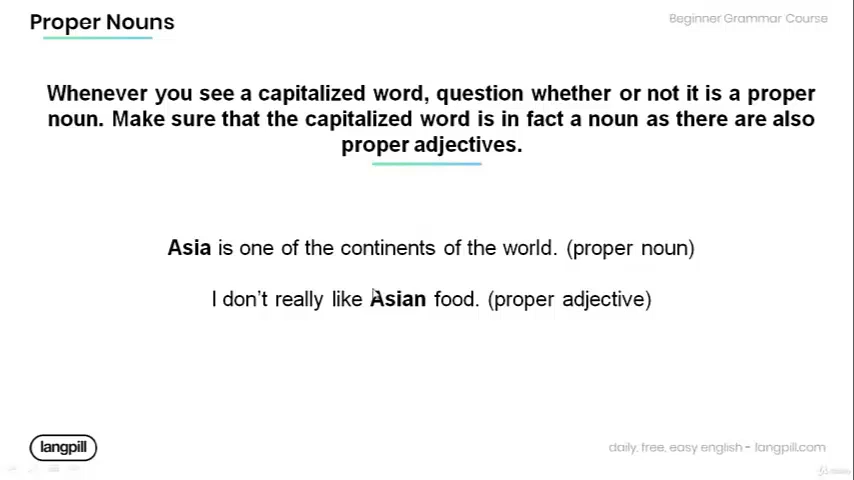 Proper Nouns
Beginner Grammar Course
Whenever you see a capitalized word, question whether or not it is a proper
noun. Make sure that the capitalized word is in fact a noun as there are also
proper adjectives.
Asia is one of the continents of the world. (proper noun)
I don't really like Asian food. (proper adjective)
langpill
daily, free, easy english - langpill.com